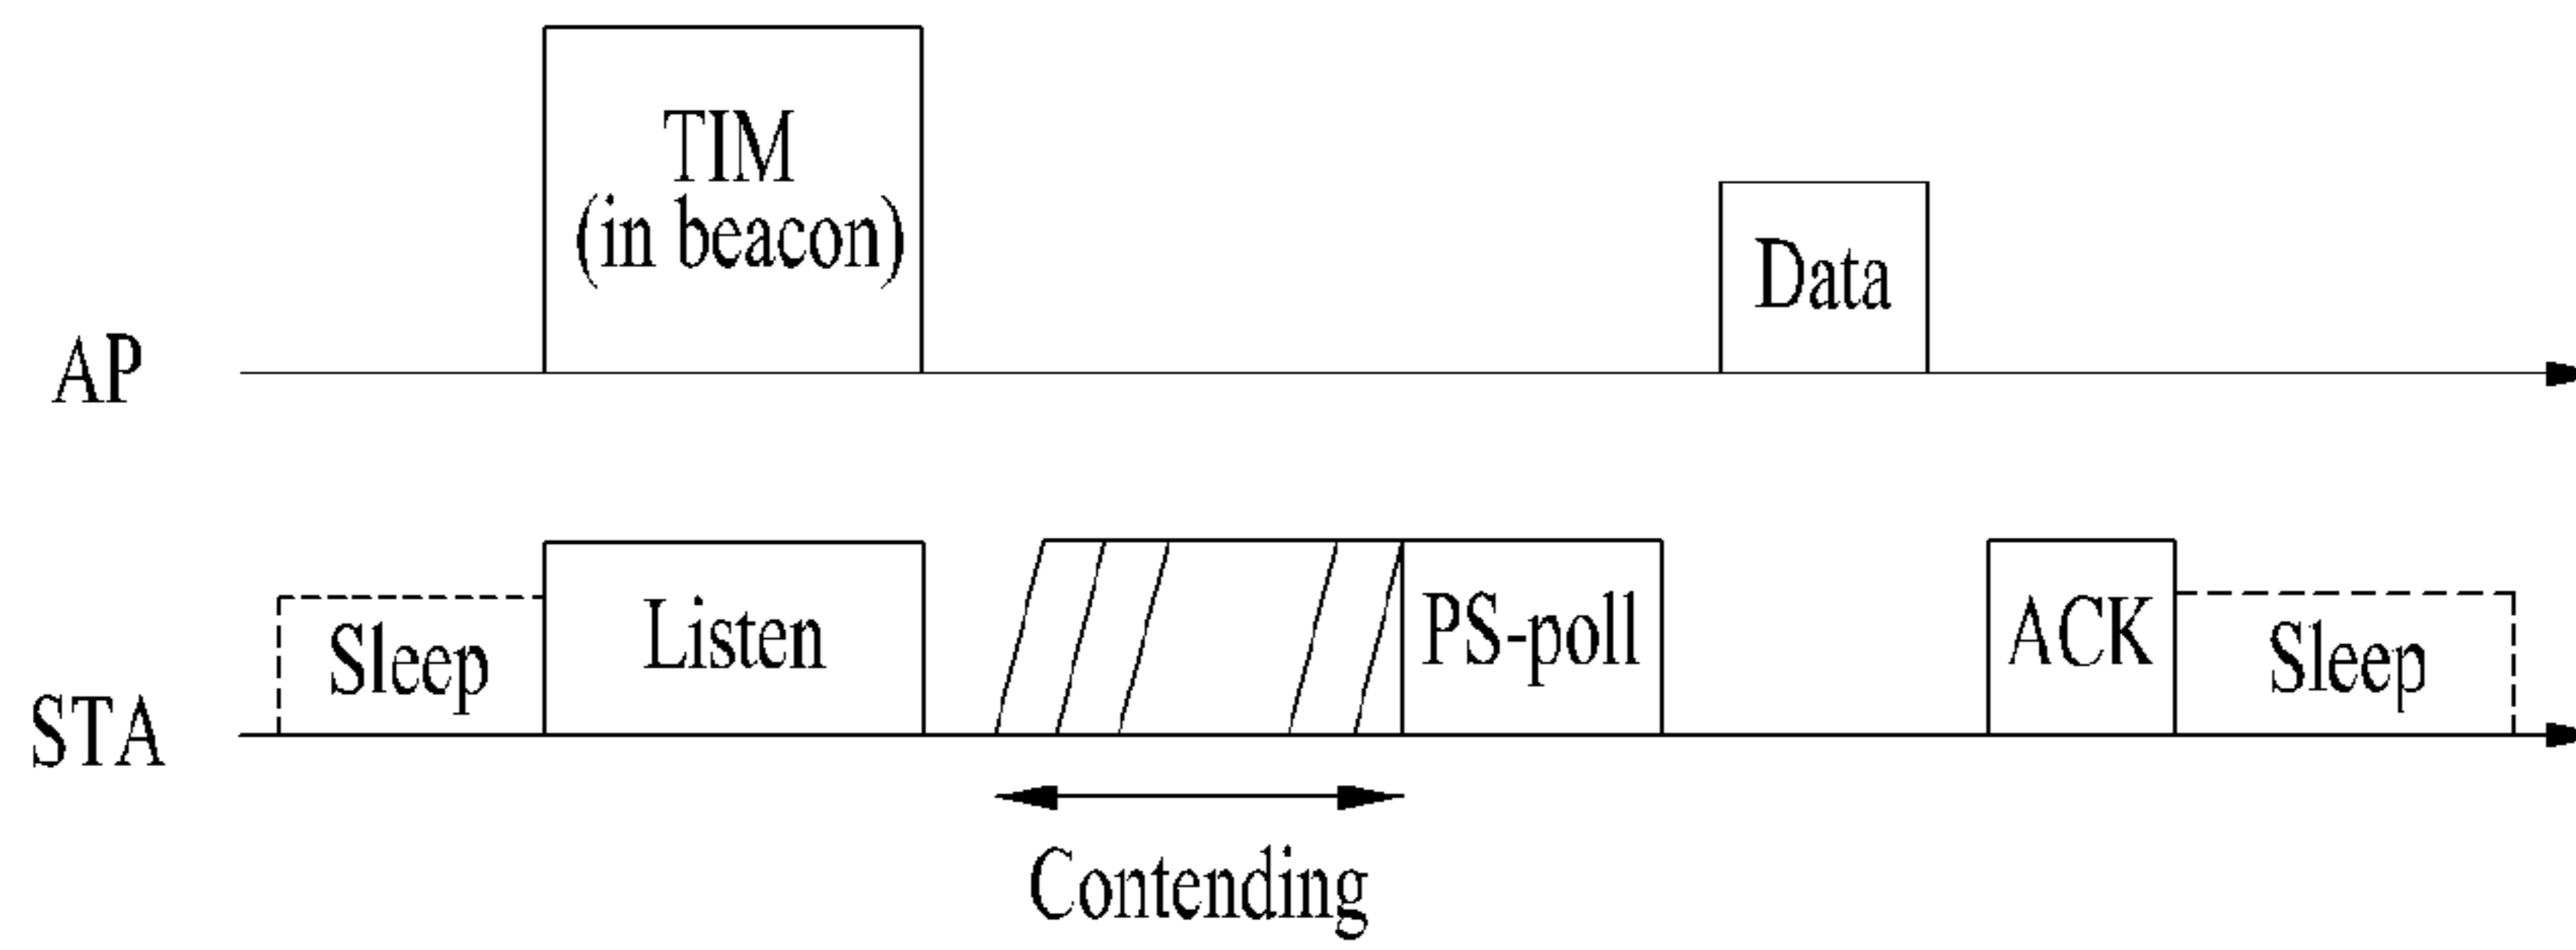 TIM
(in beacon)
Data
AP
Sleep
Listen
PS-poll
ACK
Sleep
STA
Contending